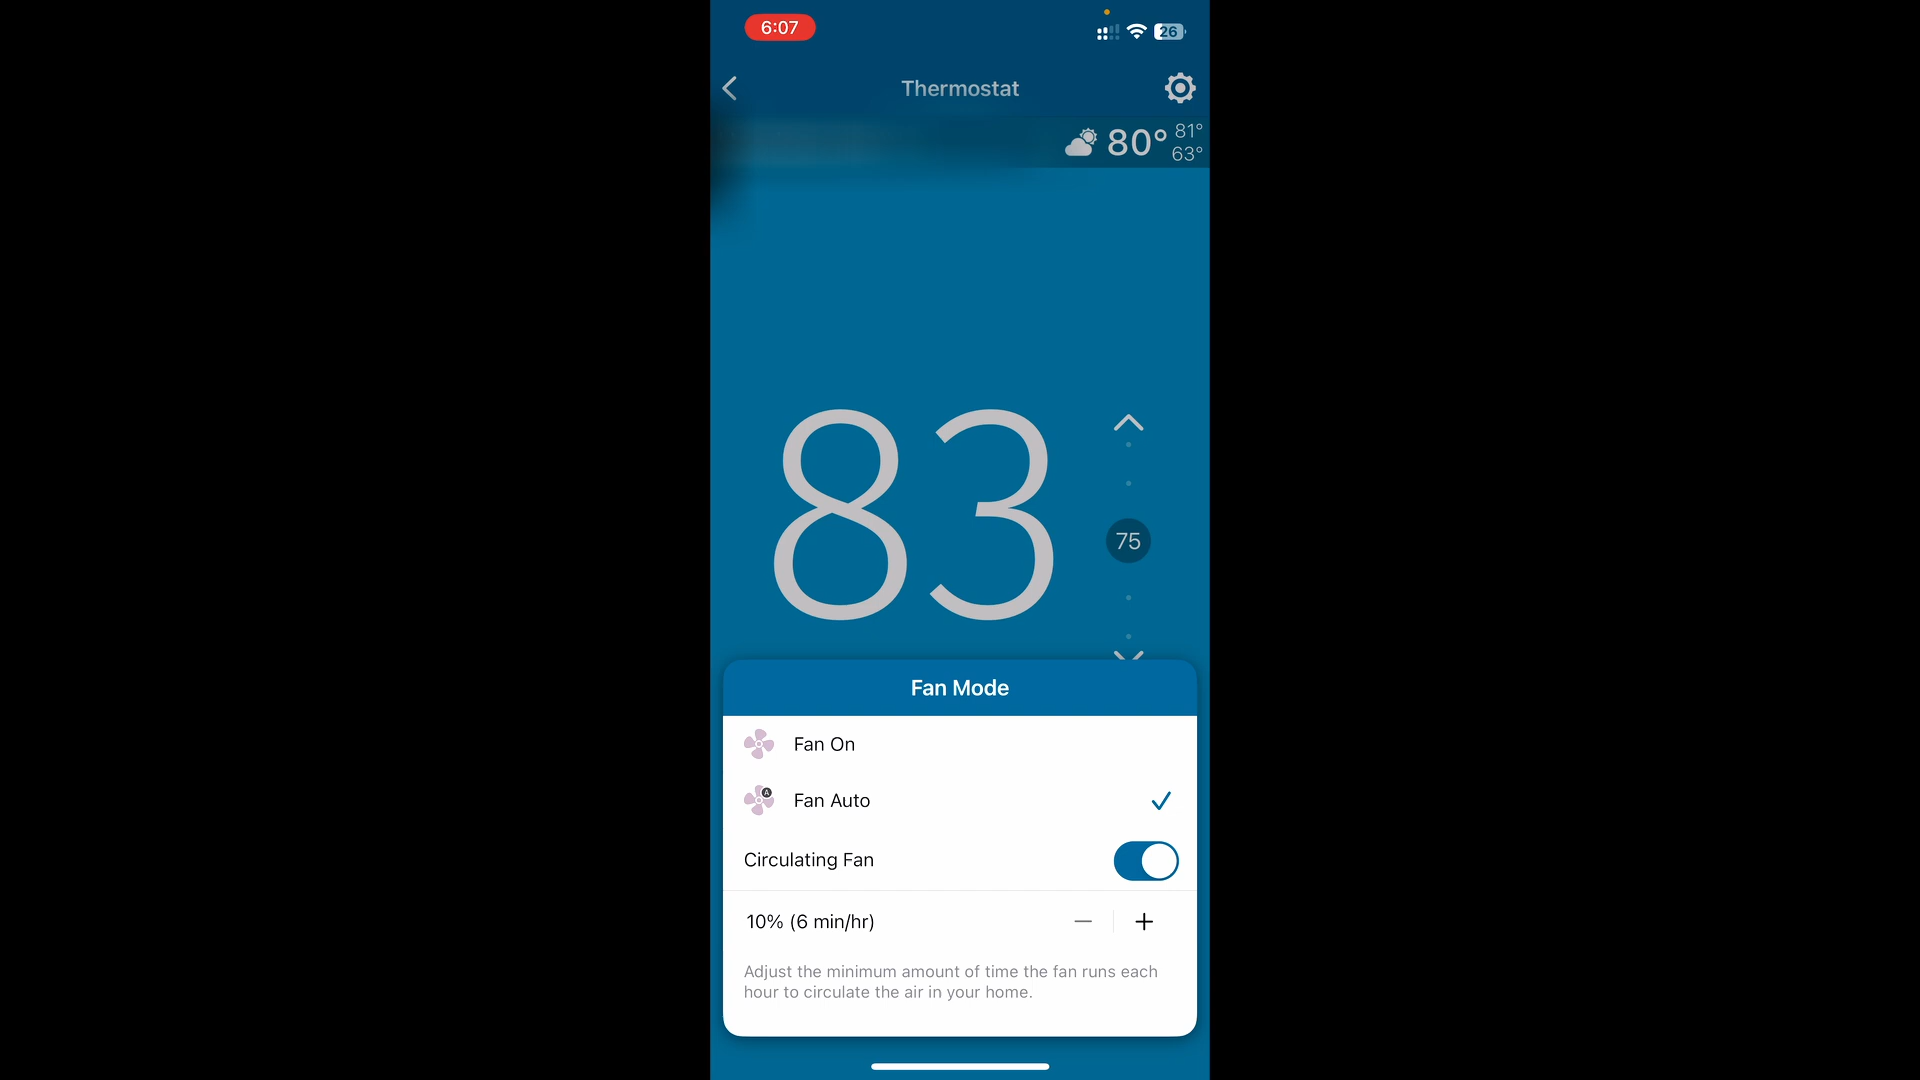 6:07
26
Thermostat
80° 81°
63°
83
75
Fan Mode
Fan On
A
Fan Auto
Circulating Fan
10% (6 min/hr)
Adjust the minimum amount of time the fan runs each
hour to circulate the air in your home.